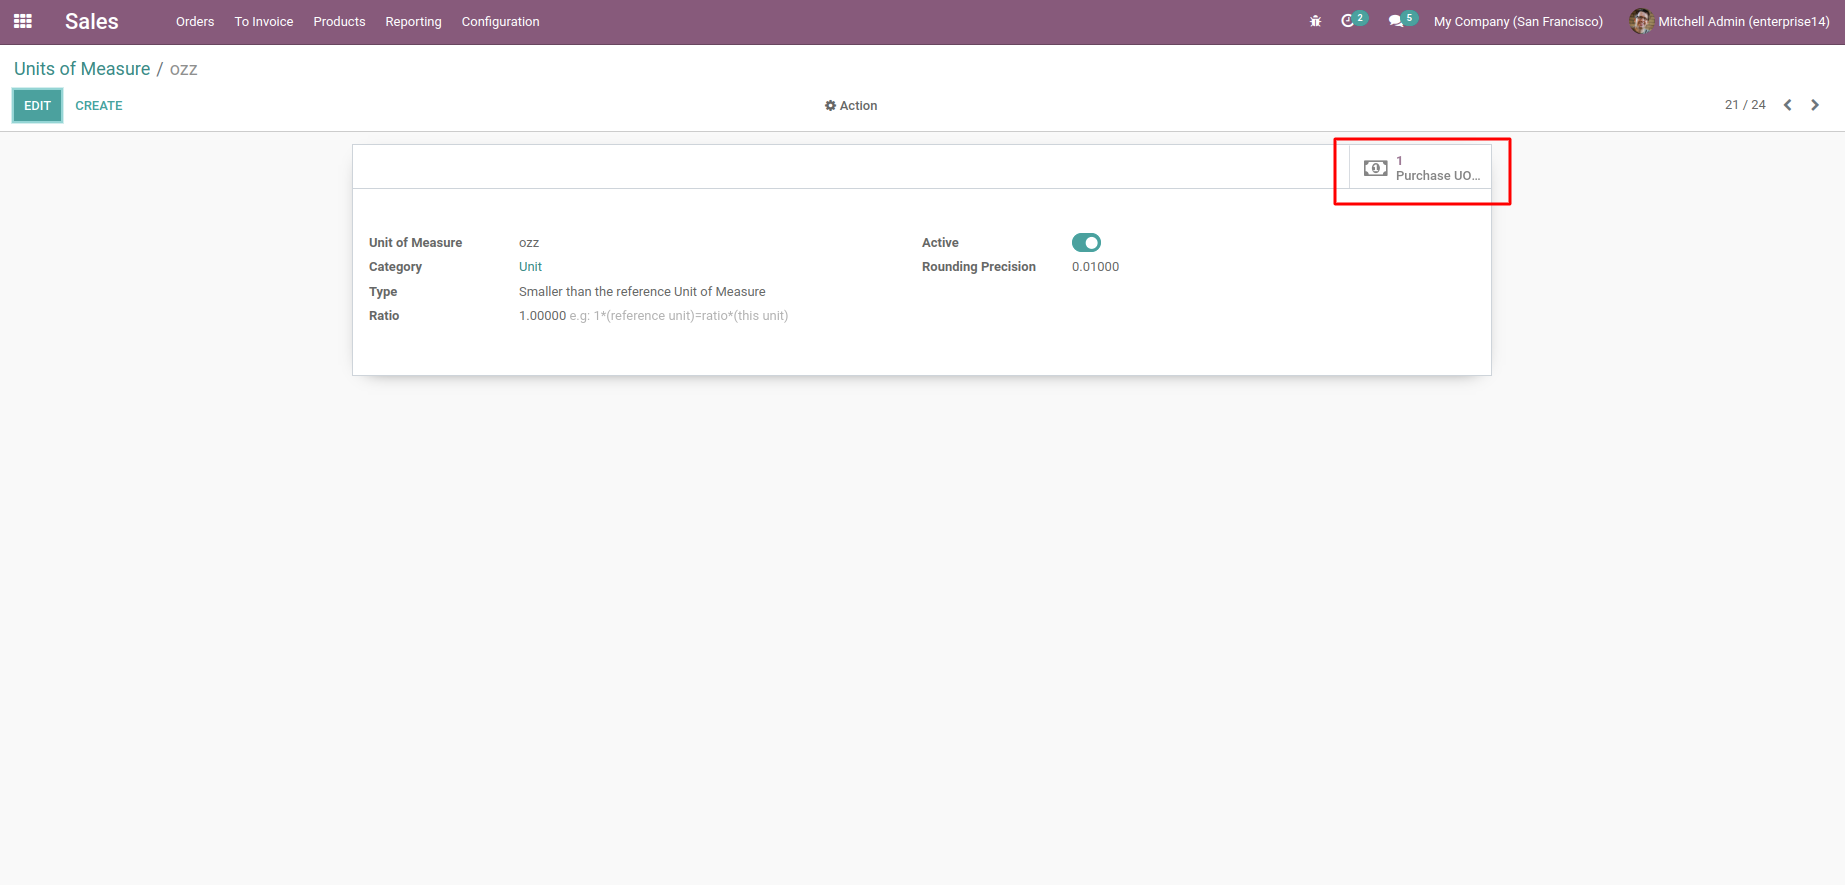 Sales Orders To Invoice Products Reporting Configuration 2 5 My Company (San Francisco) Mitchell Admin (enterprise14)
Units of Measure / ozz
EDIT CREATE Action 21 / 24
1
Purchase UO...
Unit of Measure ozz Active
Category Unit Rounding Precision 0.01000
Type Smaller than the reference Unit of Measure
Ratio 1.00000 e.g: 1*(reference unit)=ratio*(this unit)